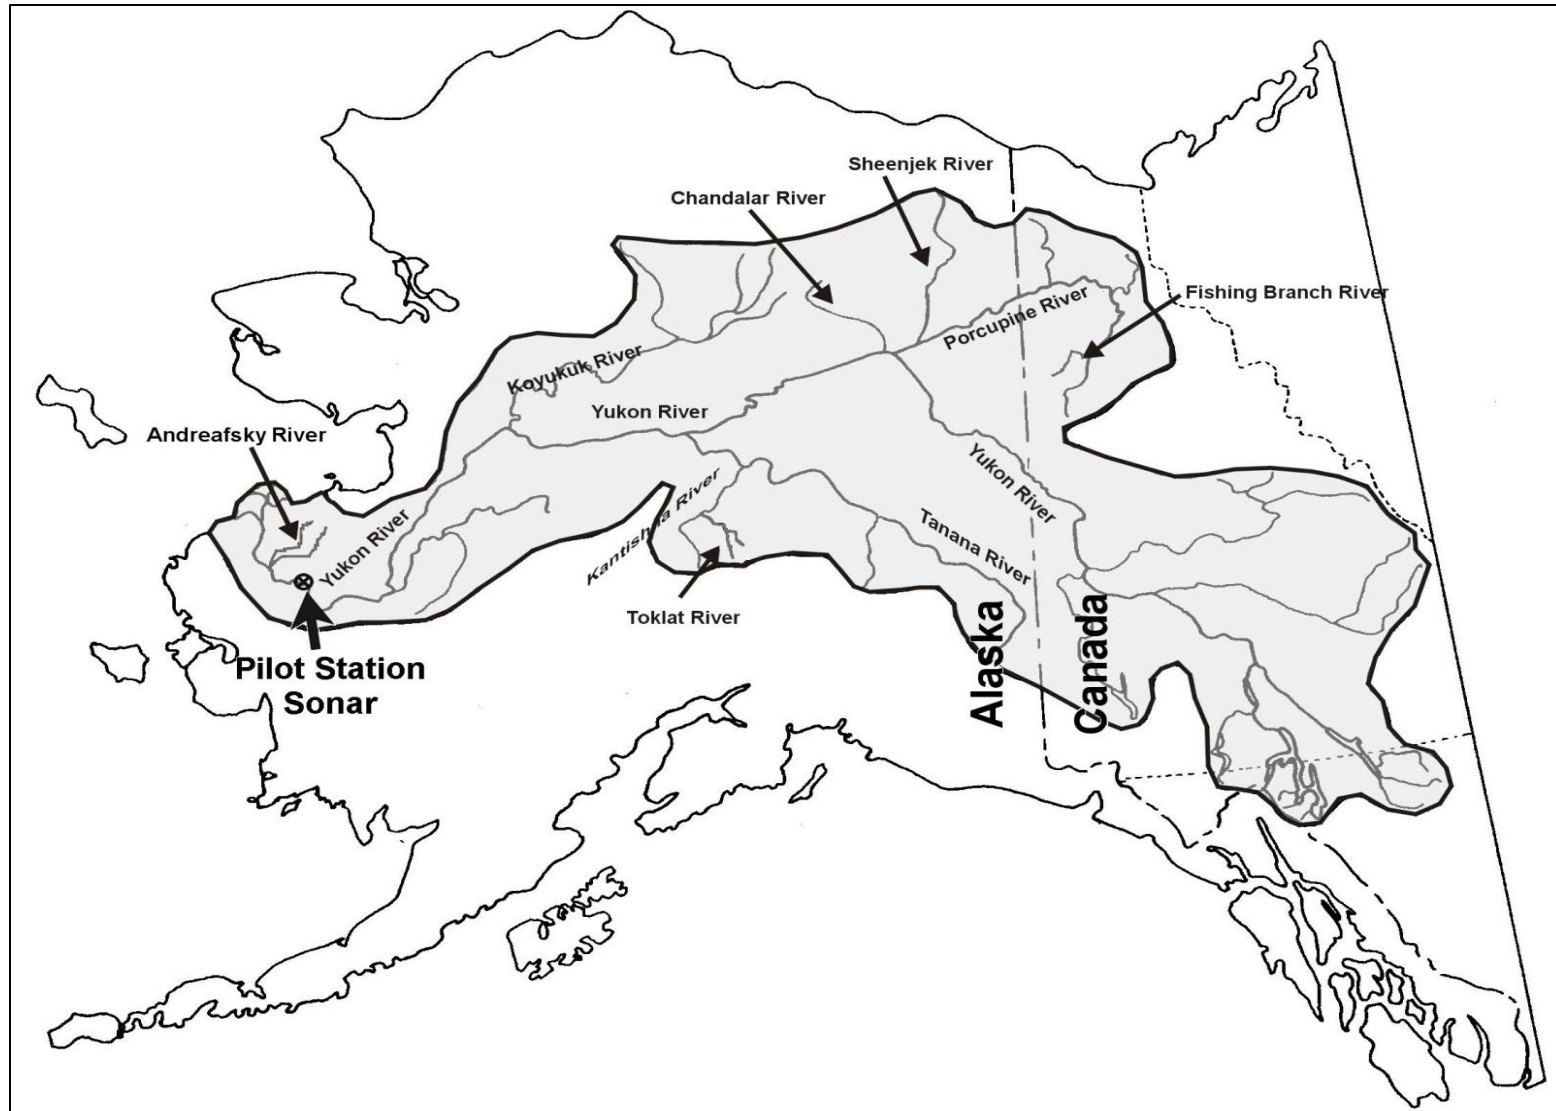 Sheenjek River
Chandalar River
Fishing Branch River
Porcupine River
Koyukuk River
Yukon River
Andreafsky River
Yukon River
Kantishna River
Yukon River
Tanana River
Toklat River
Alaska
Canada
Pilot Station
Sonar